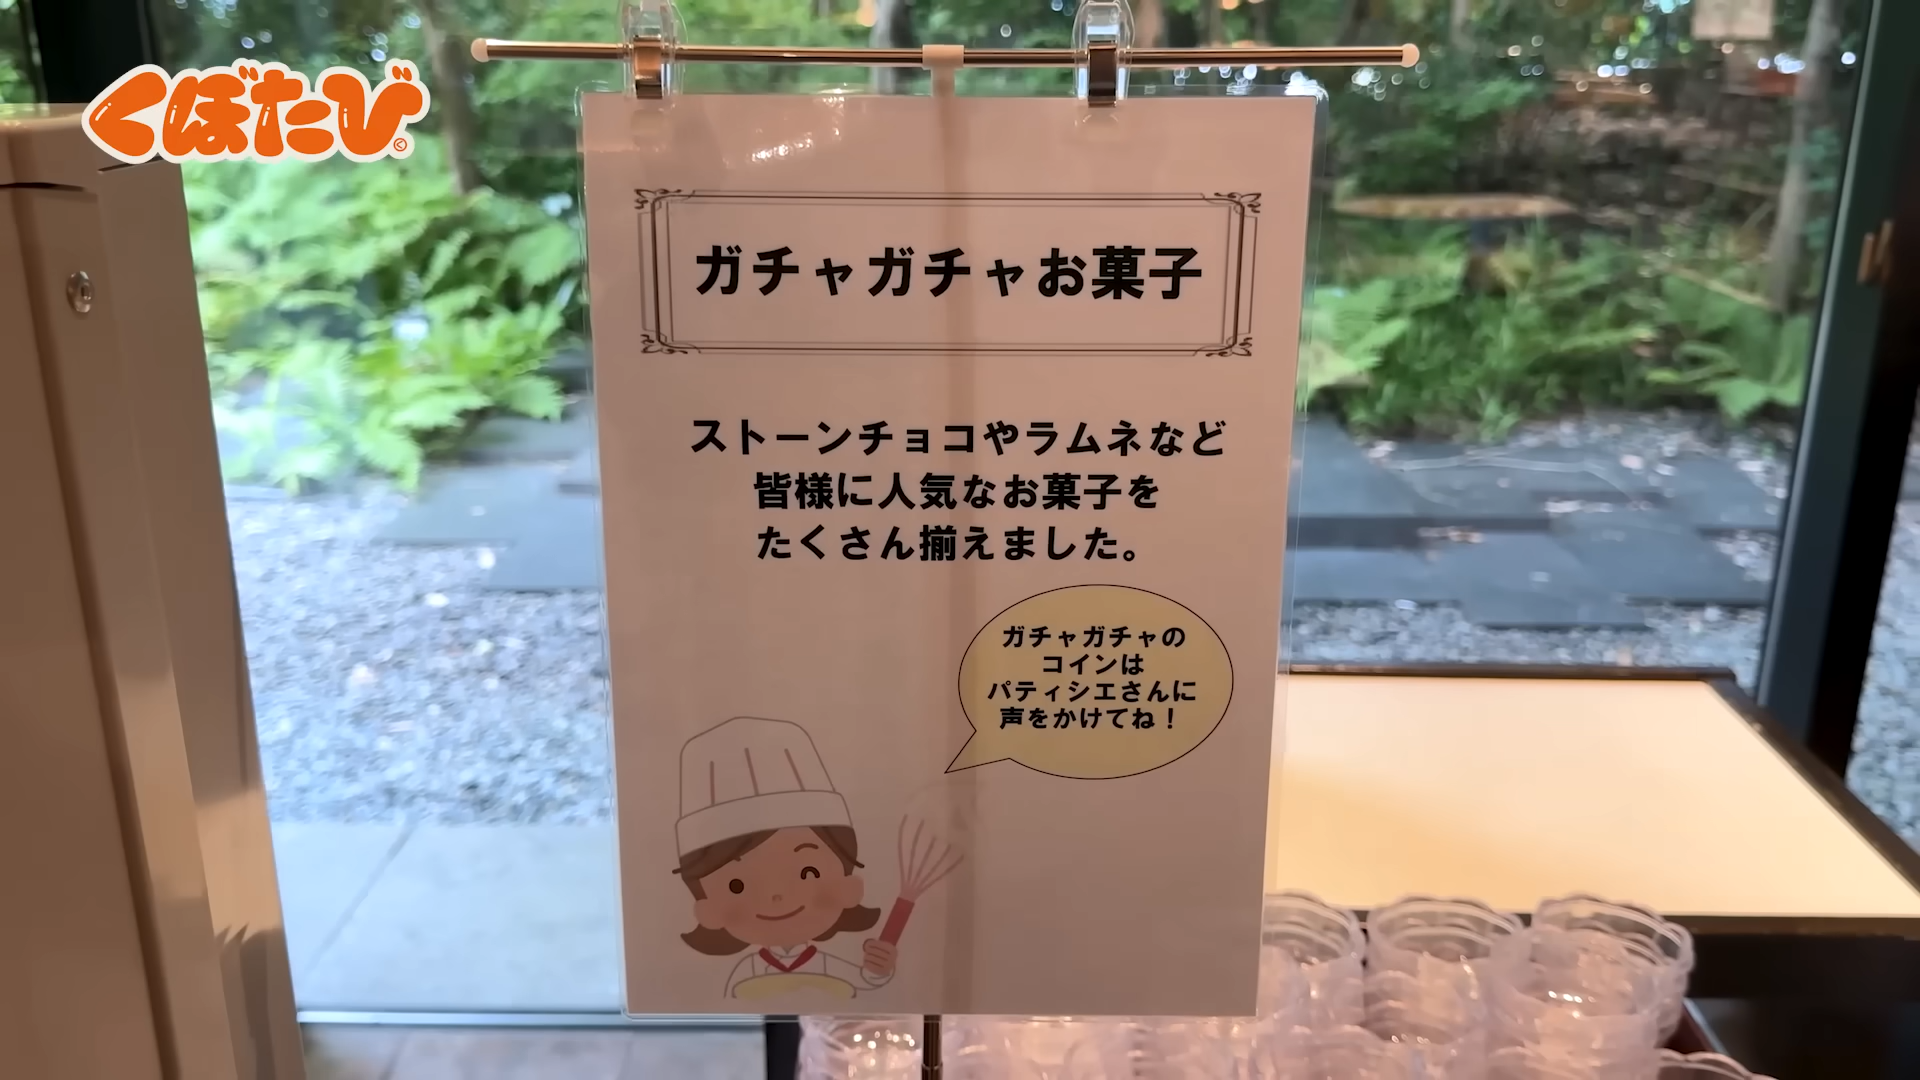 くぼたび
ガチャガチャお菓子
ストーンチョコやラムネなど
皆様に人気なお菓子を
たくさん揃えました。
ガチャガチャの
コインは
パティシエさんに
声をかけてね！